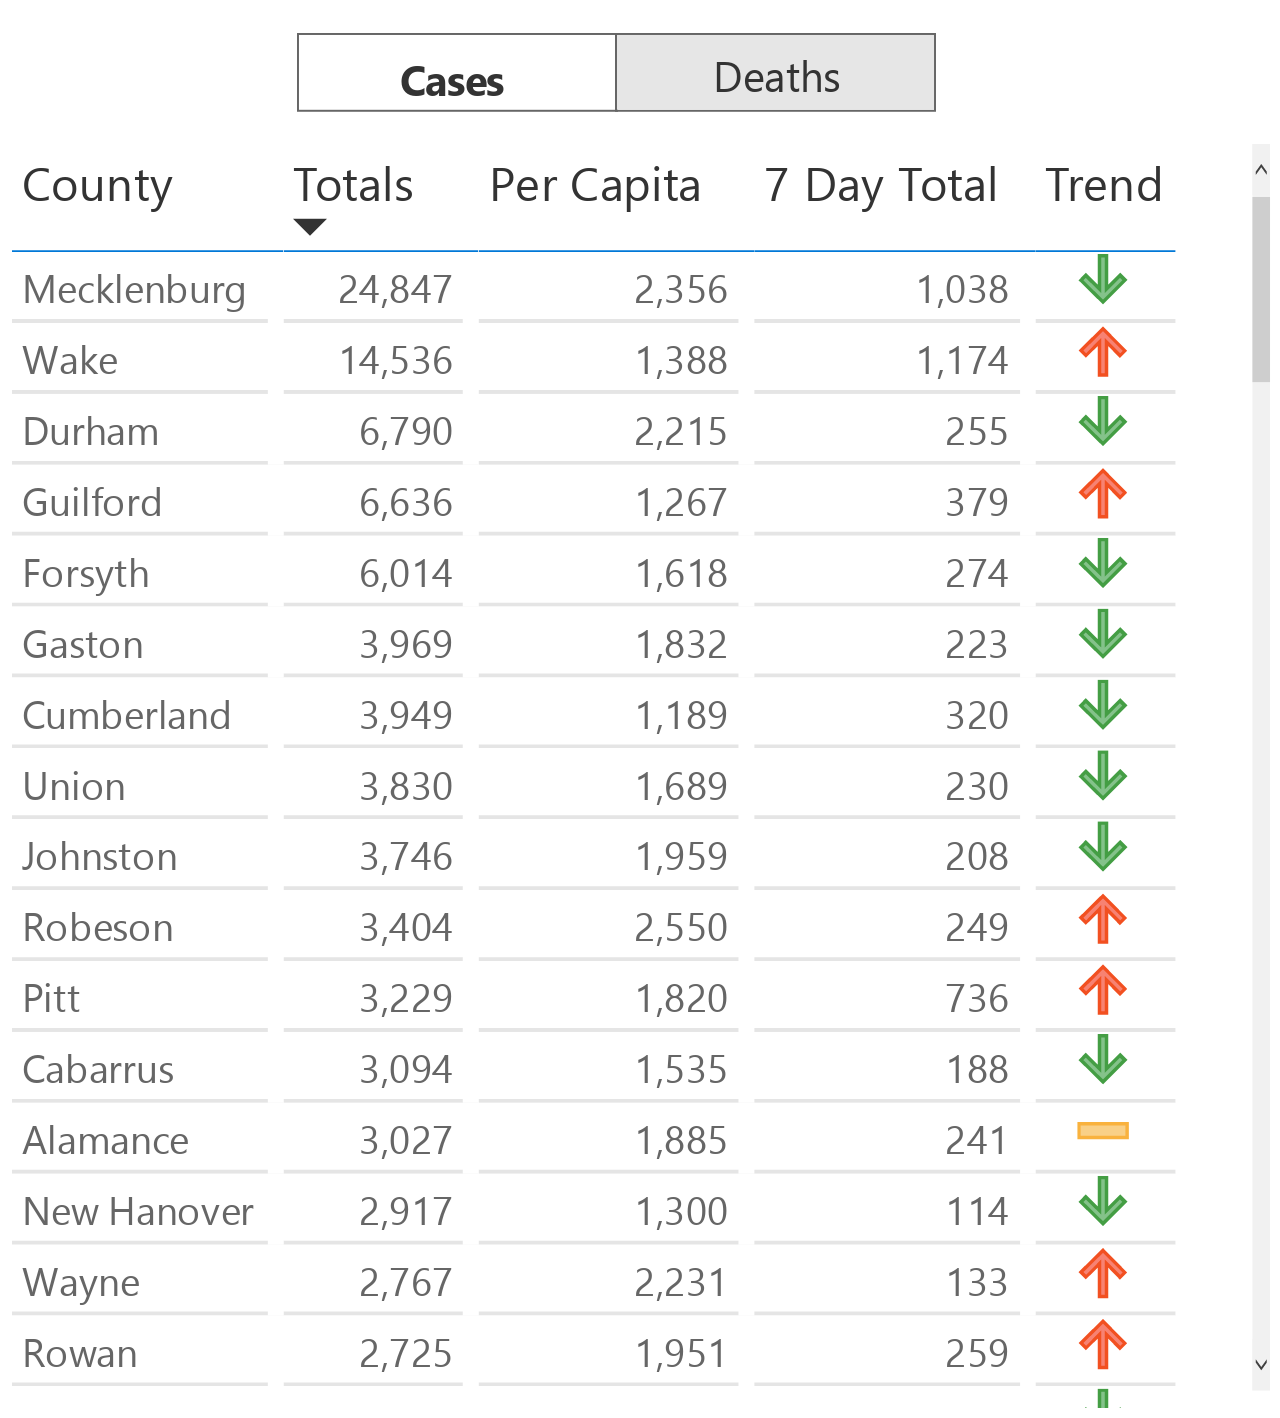 Cases Deaths
County Totals Per Capita 7 Day Total Trend
Mecklenburg 24,847 2,356 1,038
Wake 14,536 1,388 1,174
Durham 6,790 2,215 255
Guilford 6,636 1,267 379
Forsyth 6,014 1,618 274
Gaston 3,969 1,832 223
Cumberland 3,949 1,189 320
Union 3,830 1,689 230
Johnston 3,746 1,959 208
Robeson 3,404 2,550 249
Pitt 3,229 1,820 736
Cabarrus 3,094 1,535 188
Alamance 3,027 1,885 241
New Hanover 2,917 1,300 114
Wayne 2,767 2,231 133
Rowan 2,725 1,951 259